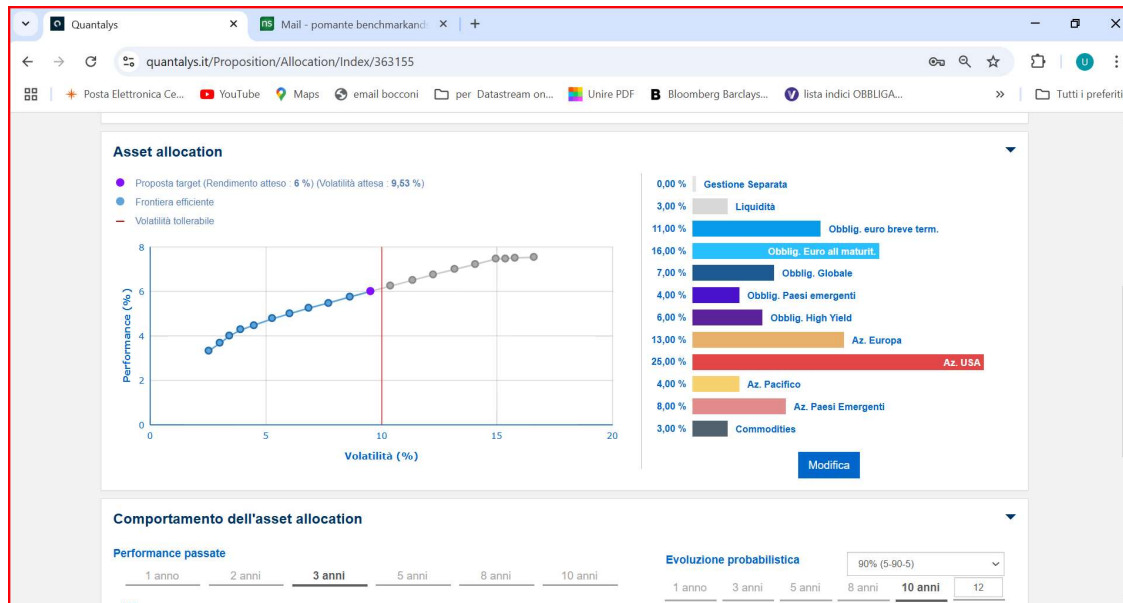 Quantalys
Mail - pomante benchmarkand
quantalys.it/Proposition/Allocation/Index/363155
U
Posta Elettronica Ce...
YouTube
Maps
email bocconi
per Datastream on...
Unire PDF
Bloomberg Barclays...
lista indici OBBLIGA...
»
Tutti i preferiti
Asset allocation
Proposta target (Rendimento atteso : 6 %) (Volatilità attesa : 9,53 %)
Frontiera efficiente
Volatilità tollerabile
Performance (%)
8
6
4
2
0
0 5 10 15 20
Volatilità (%)
0,00 % Gestione Separata
3,00 % Liquidità
11,00 % Obblig. euro breve term.
16,00 % Obblig. Euro all maturit.
7,00 % Obblig. Globale
4,00 % Obblig. Paesi emergenti
6,00 % Obblig. High Yield
13,00 % Az. Europa
25,00 % Az. USA
4,00 % Az. Pacifico
8,00 % Az. Paesi Emergenti
3,00 % Commodities
Modifica
Comportamento dell'asset allocation
Performance passate
1 anno 2 anni 3 anni 5 anni 8 anni 10 anni
Evoluzione probabilistica
90% (5-90-5)
1 anno 3 anni 5 anni 8 anni 10 anni 12